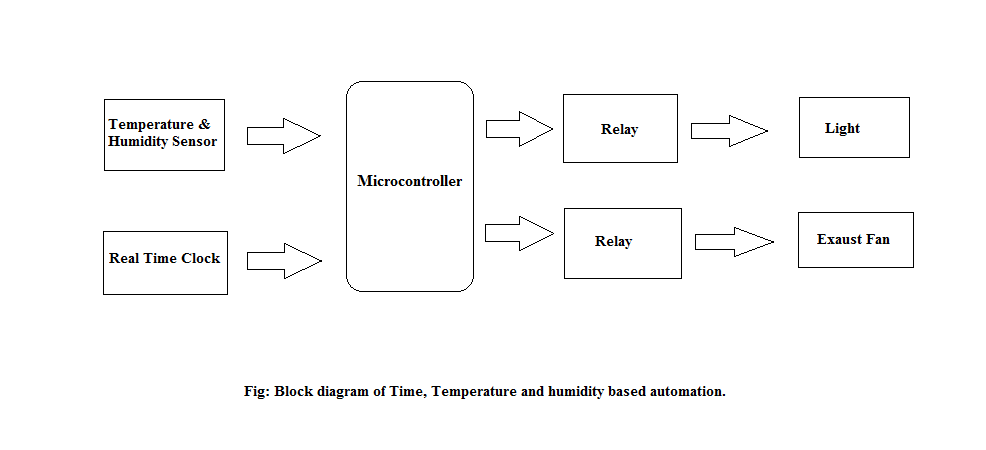 Temperature &
Humidity Sensor
Real Time Clock
Microcontroller
Relay
Light
Relay
Exaust Fan
Fig: Block diagram of Time, Temperature and humidity based automation.